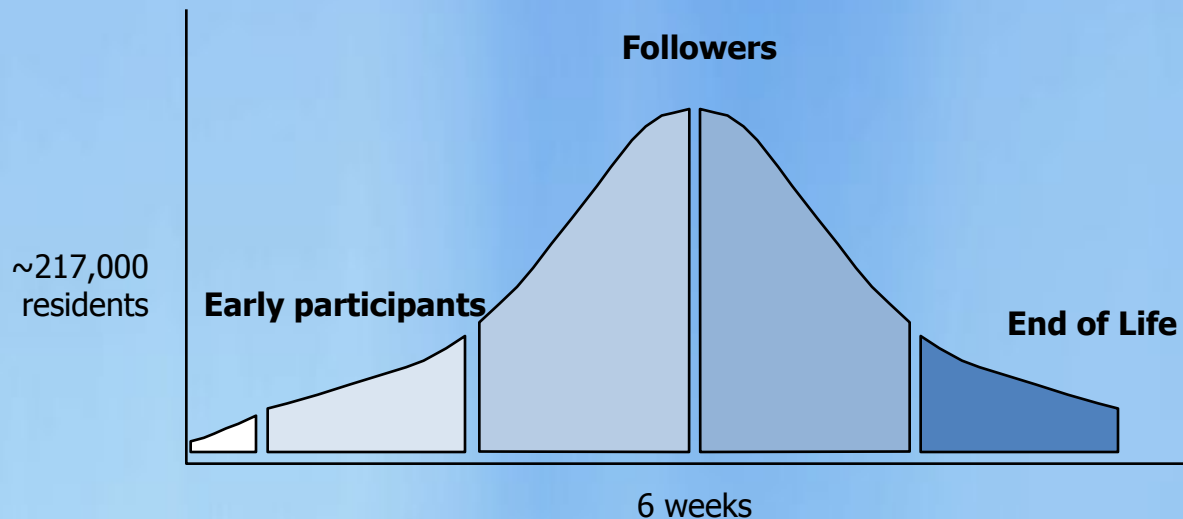 Followers
~217,000
residents
Early participants
End of Life
6 weeks